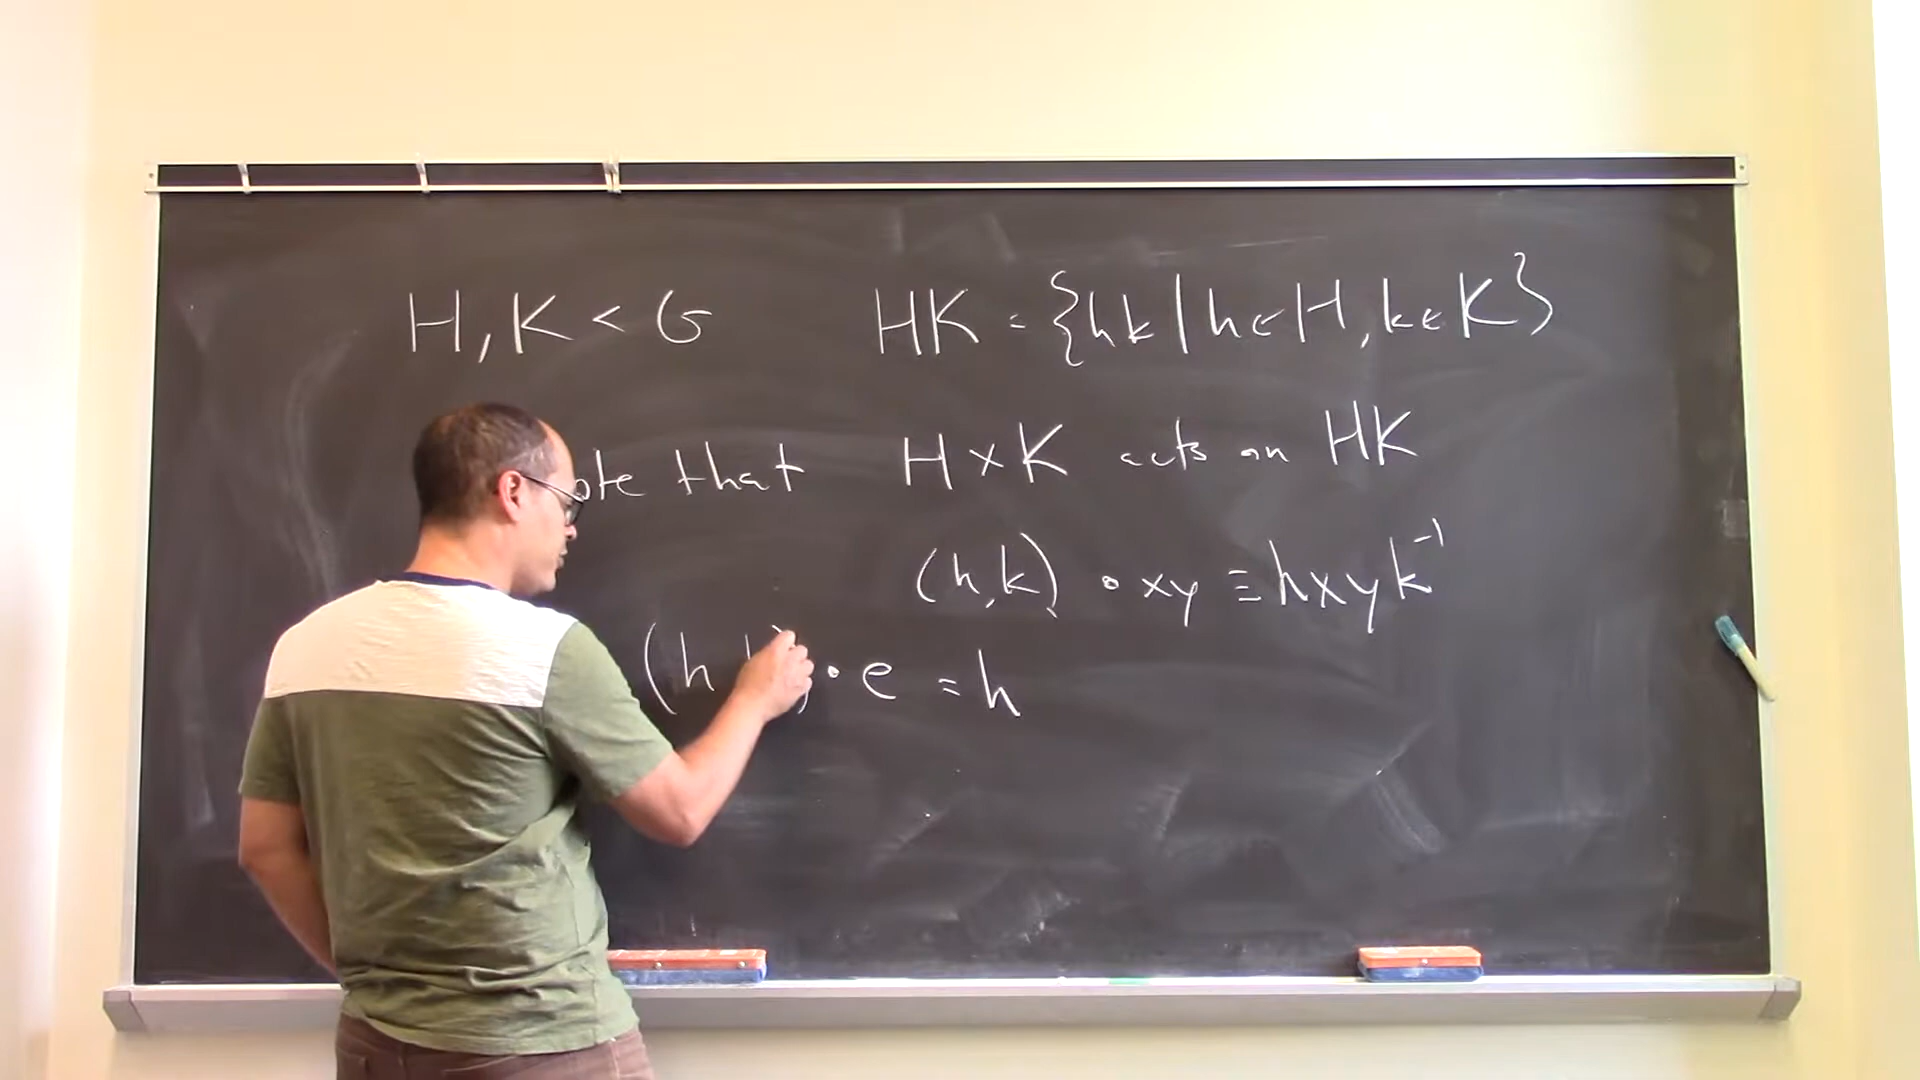 H, K < G HK = {hk | h ∈ H, k ∈ K}
ote that H × K acts on HK
(h, k) ∘ xy ≡ hxyk⁻¹
(h ) · e = h